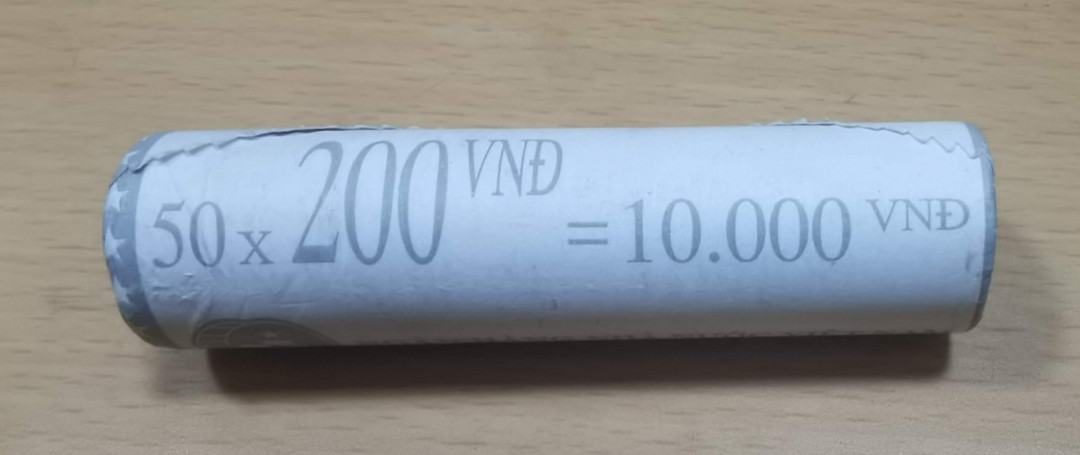 50 x 200 VNĐ = 10.000 VNĐ